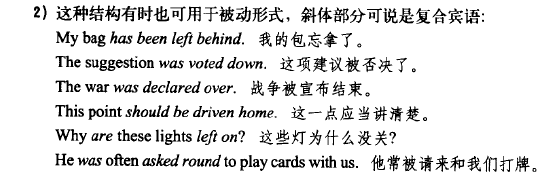 2）这种结构有时也可用于被动形式，斜体部分可说是复合宾语：
My bag has been left behind. 我的包忘拿了。
The suggestion was voted down. 这项建议被否决了。
The war was declared over. 战争被宣布结束。
This point should be driven home. 这一点应当讲清楚。
Why are these lights left on? 这些灯为什么没关？
He was often asked round to play cards with us. 他常被请来和我们打牌。